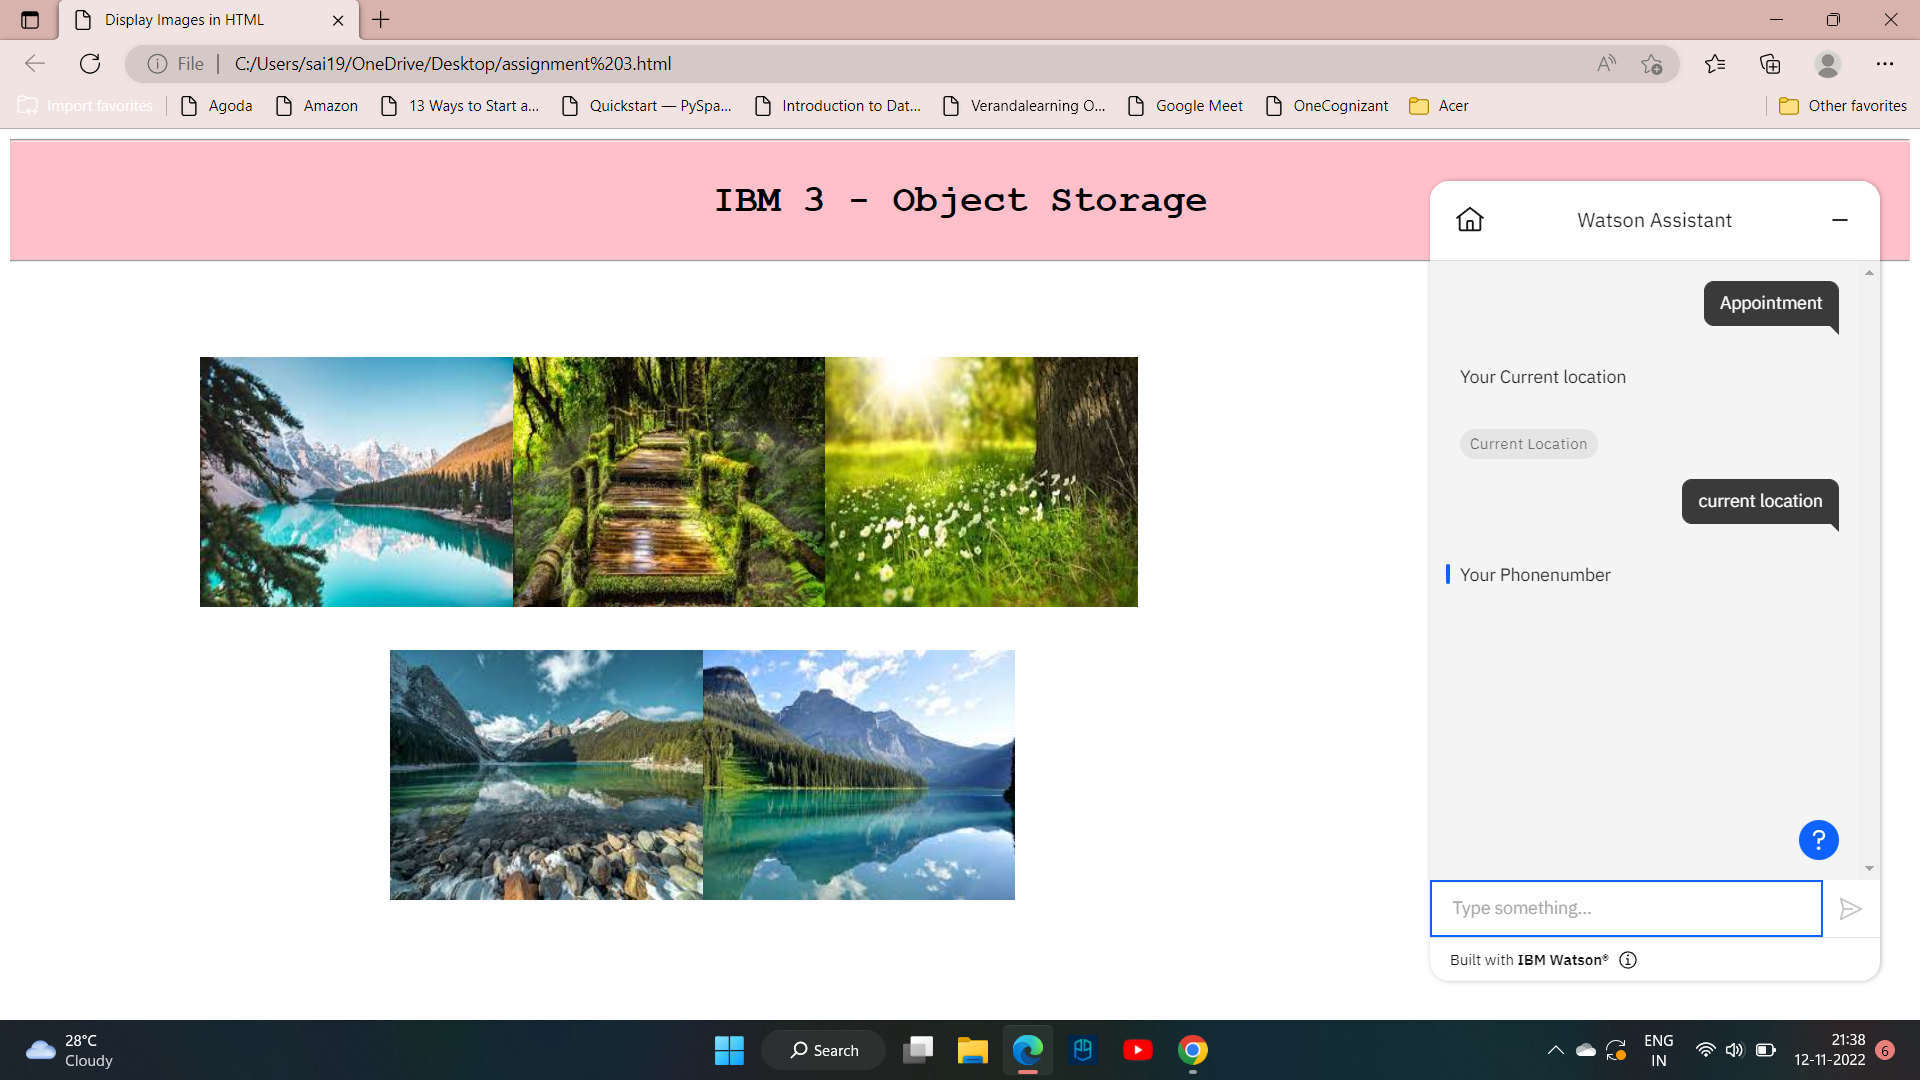 Display Images in HTML
File
C:/Users/sai19/OneDrive/Desktop/assignment%203.html
Import favorites
Agoda
Amazon
13 Ways to Start a...
Quickstart — PySpa...
Introduction to Dat...
Verandalearning O...
Google Meet
OneCognizant
Acer
Other favorites
IBM 3 - Object Storage
Watson Assistant
Appointment
Your Current location
Current Location
current location
Your Phonenumber
?
Type something...
Built with IBM Watson®
28°C
Cloudy
Search
ENG
IN
21:38
12-11-2022
6